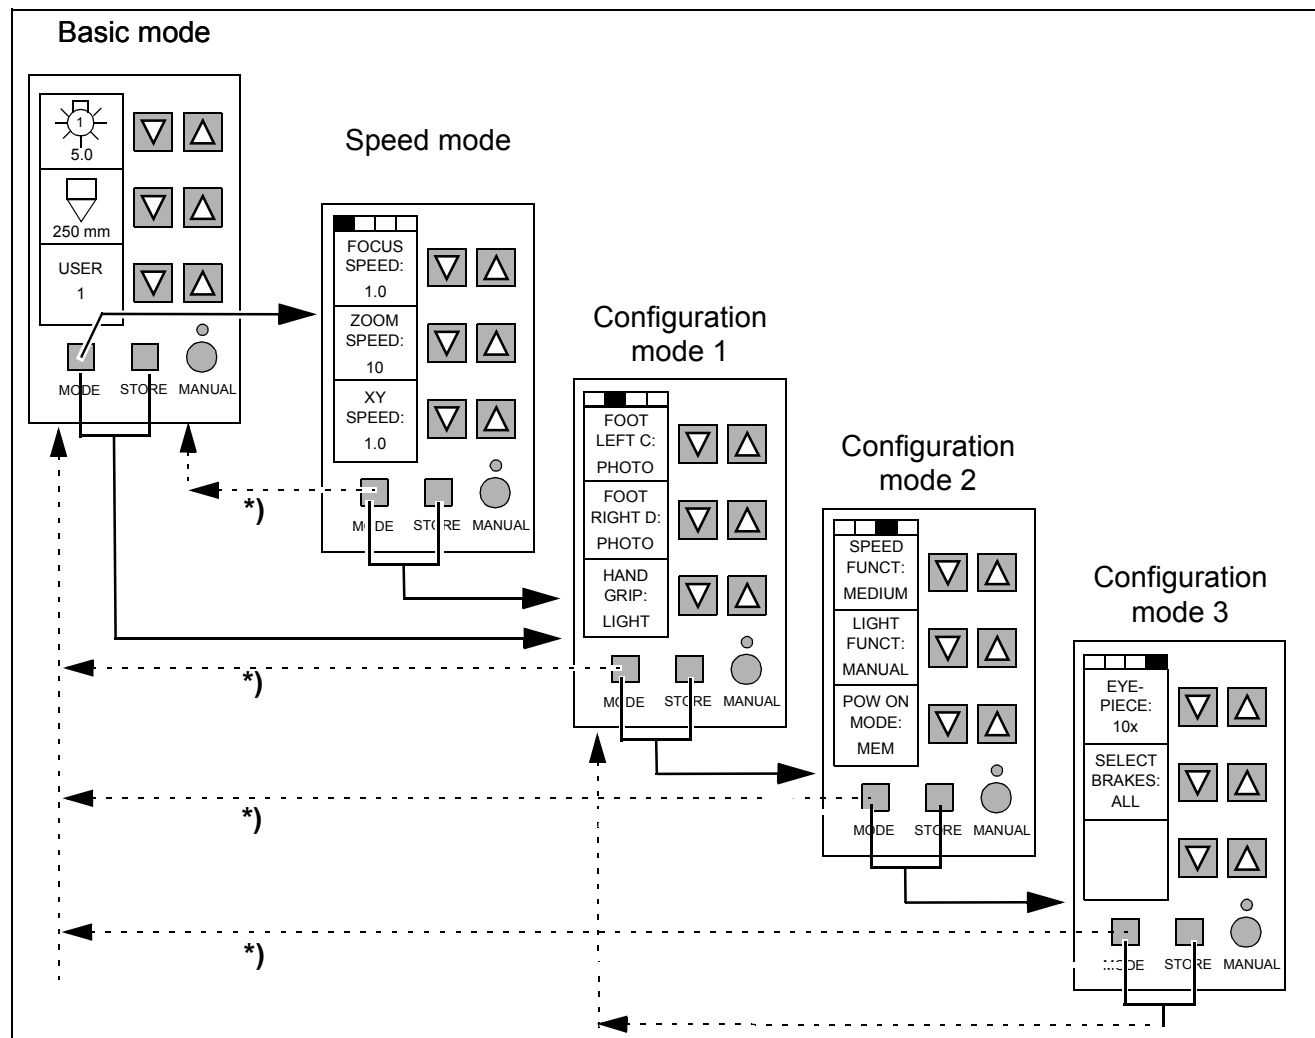 Basic mode
1
5.0
250 mm
USER
1
MODE STORE MANUAL
Speed mode
FOCUS
SPEED:
1.0
ZOOM
SPEED:
10
XY
SPEED:
1.0
MODE STORE MANUAL
*)
Configuration
mode 1
FOOT
LEFT C:
PHOTO
FOOT
RIGHT D:
PHOTO
HAND
GRIP:
LIGHT
MODE STORE MANUAL
*)
Configuration
mode 2
SPEED
FUNCT:
MEDIUM
LIGHT
FUNCT:
MANUAL
POW ON
MODE:
MEM
MODE STORE MANUAL
*)
Configuration
mode 3
EYE-
PIECE:
10x
SELECT
BRAKES:
ALL
MODE STORE MANUAL
*)